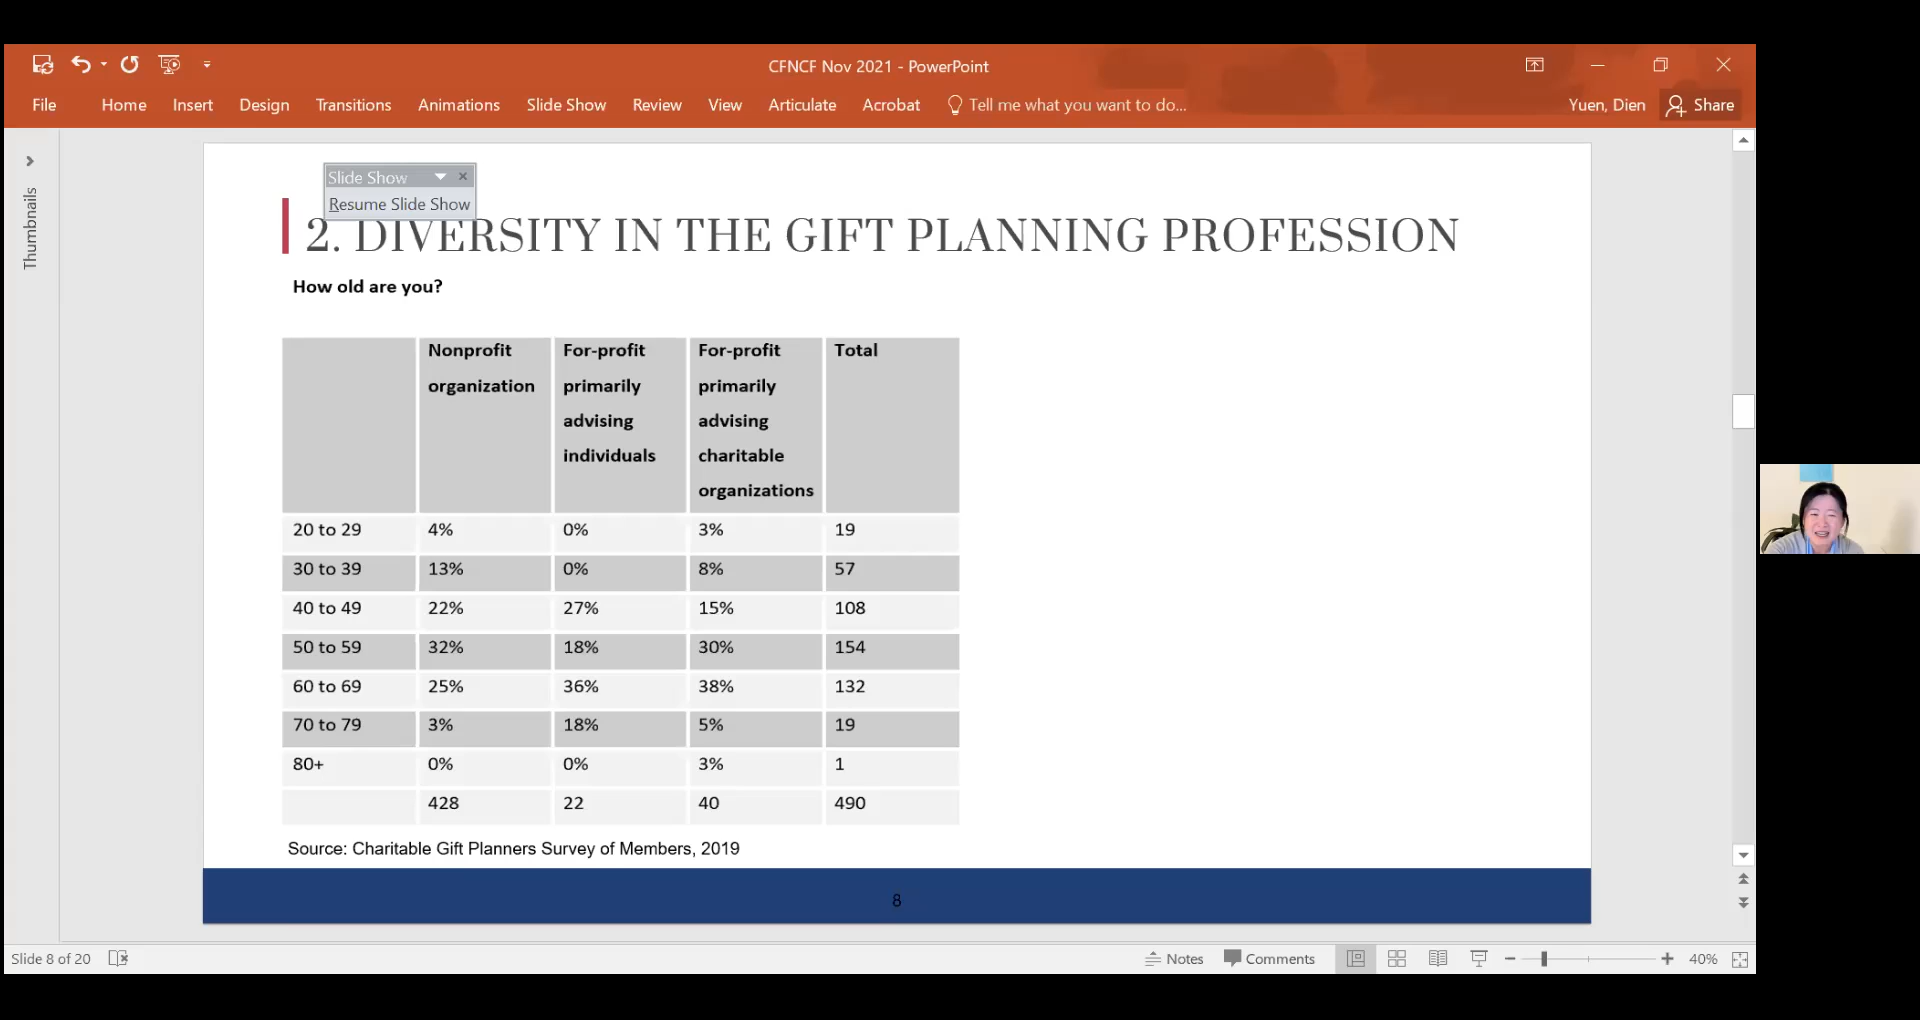 CFNCF Nov 2021 - PowerPoint
File Home Insert Design Transitions Animations Slide Show Review View Articulate Acrobat Tell me what you want to do... Yuen, Dien Share
Thumbnails
Slide Show
Resume Slide Show
2. DIVERSITY IN THE GIFT PLANNING PROFESSION
How old are you?
Nonprofit organization For-profit primarily advising individuals For-profit primarily advising charitable organizations Total
20 to 29 4% 0% 3% 19
30 to 39 13% 0% 8% 57
40 to 49 22% 27% 15% 108
50 to 59 32% 18% 30% 154
60 to 69 25% 36% 38% 132
70 to 79 3% 18% 5% 19
80+ 0% 0% 3% 1
428 22 40 490
Source: Charitable Gift Planners Survey of Members, 2019
8
Slide 8 of 20 Notes Comments 40%